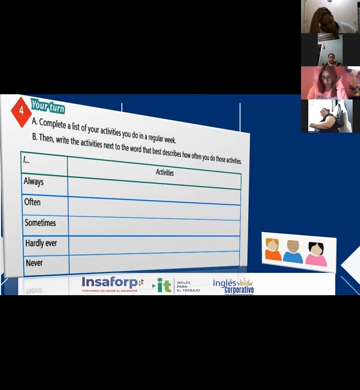 4
Your turn
A. Complete a list of your activities you do in a regular week.
B. Then, write the activities next to the word that best describes how often you do those activities.
I... Activities
Always
Often
Sometimes
Hardly ever
Never
Insaforp
it INGLÉS PARA EL TRABAJO
Inglés Corporativo